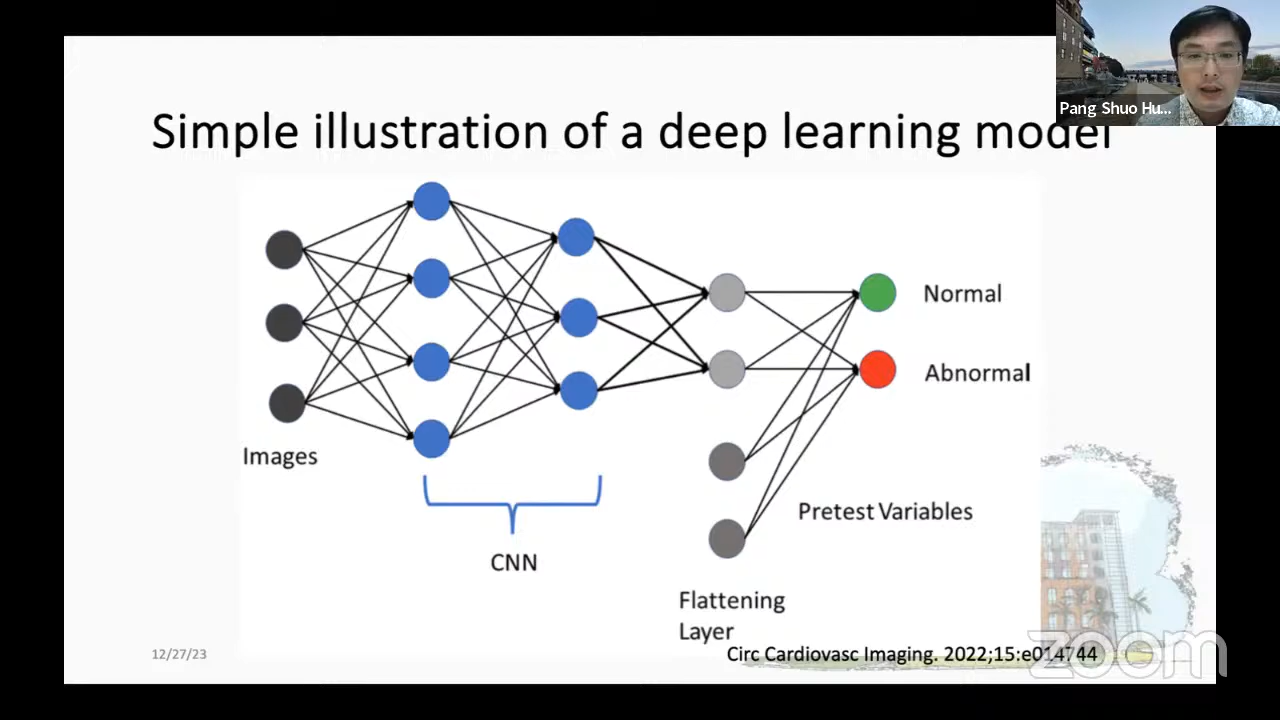 Pang Shuo Hu...
Simple illustration of a deep learning model
Normal
Abnormal
Images
Pretest Variables
CNN
Flattening
Layer
12/27/23
Circ Cardiovasc Imaging. 2022;15:e014744
zoom